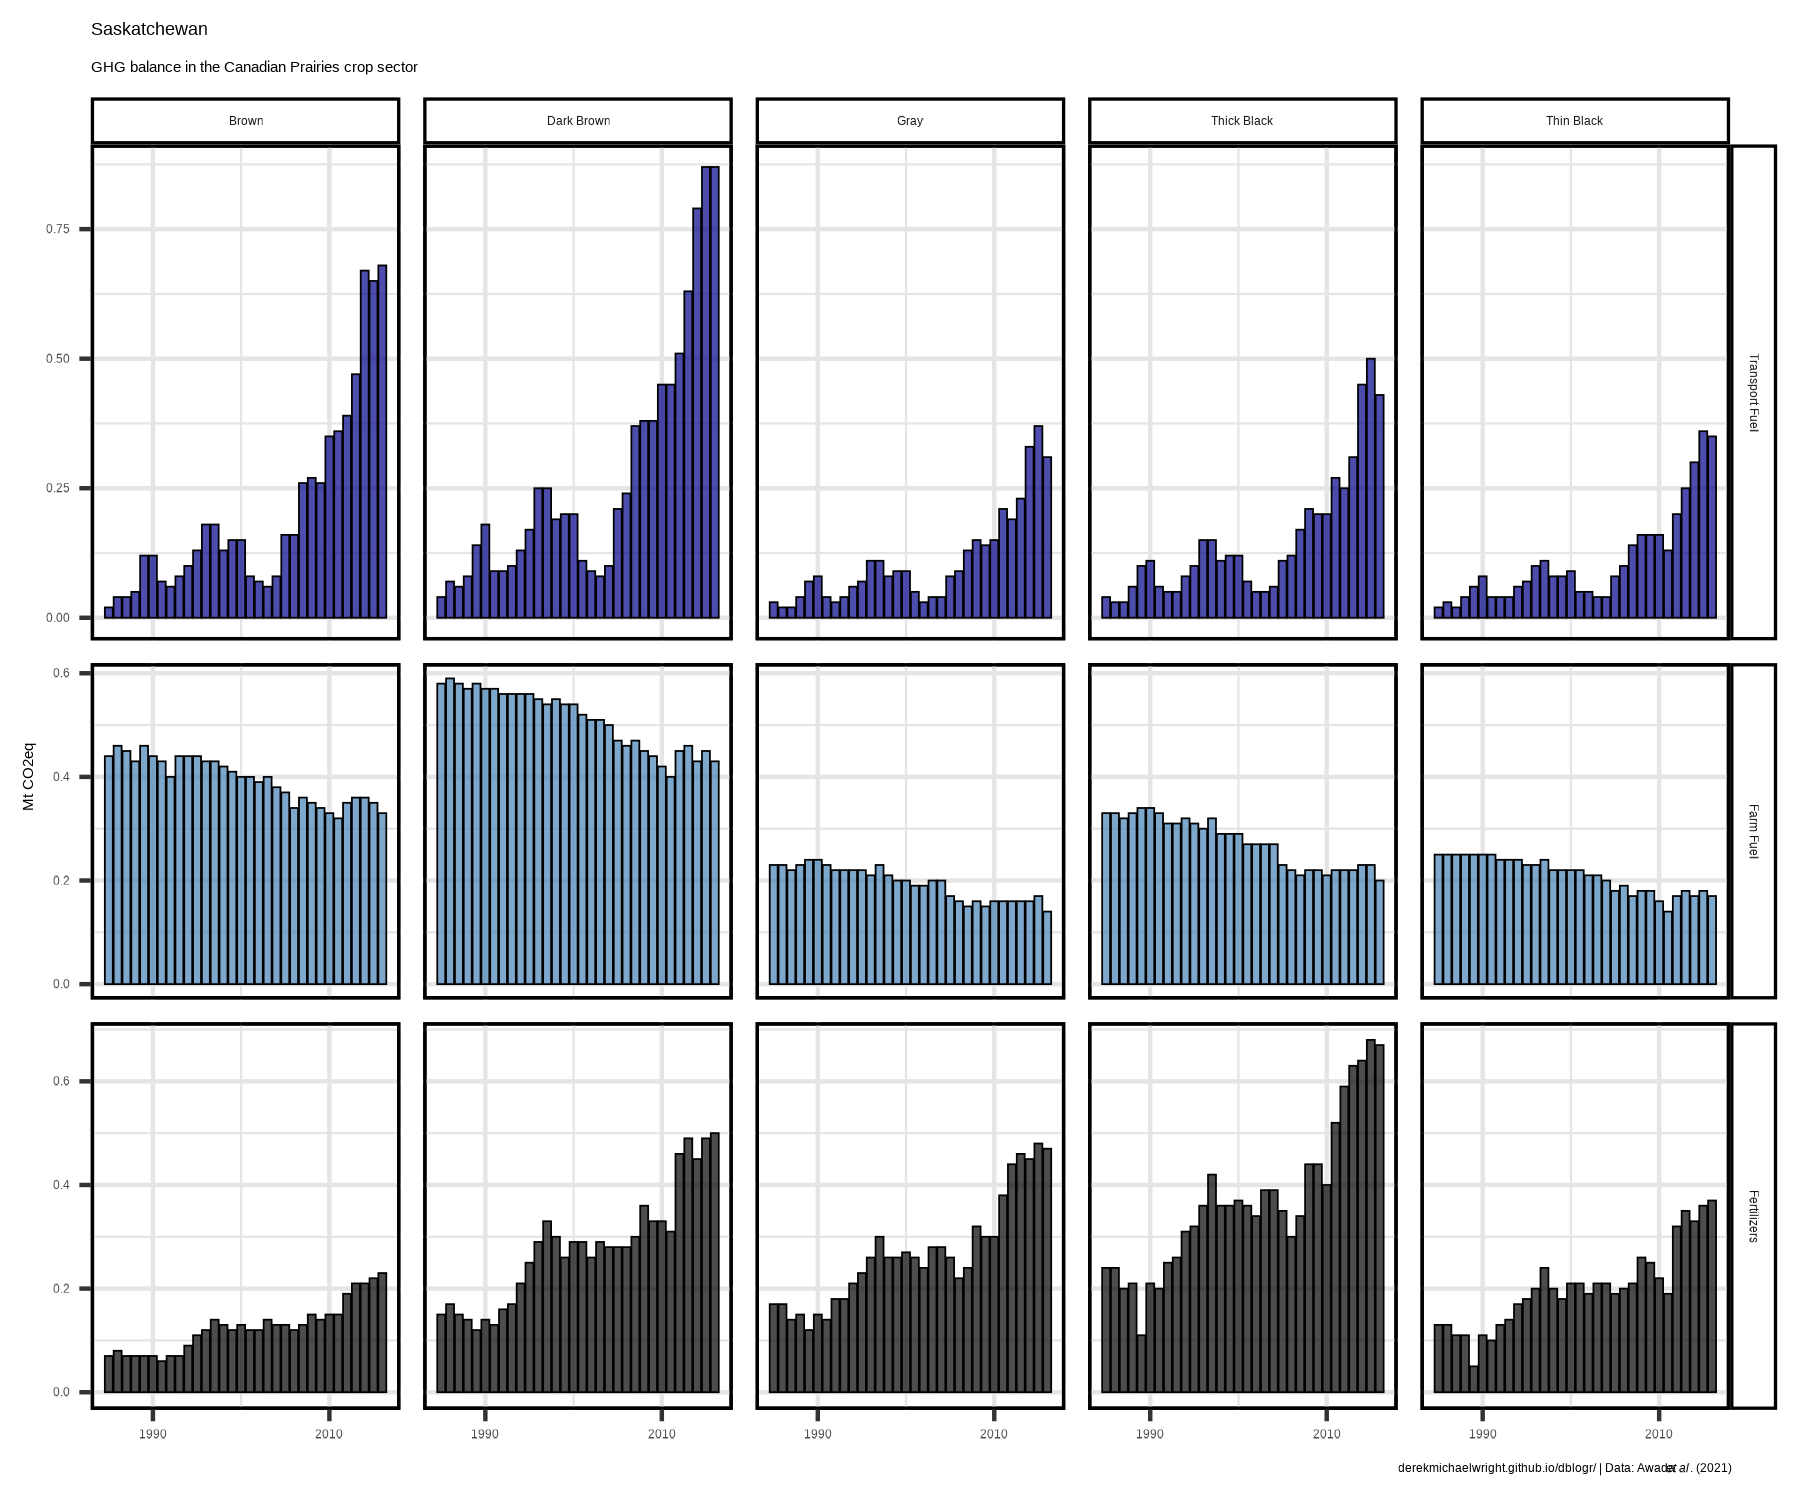 Saskatchewan
GHG balance in the Canadian Prairies crop sector
Brown
Dark Brown
Gray
Thick Black
Thin Black
Mt CO2eq
0.75
0.50
0.25
0.00
Transport Fuel
0.6
0.4
0.2
0.0
Farm Fuel
0.6
0.4
0.2
0.0
Fertilizers
1990 2010
1990 2010
1990 2010
1990 2010
1990 2010
derekmichaelwright.github.io/dblogr/ | Data: Awada et al. (2021)